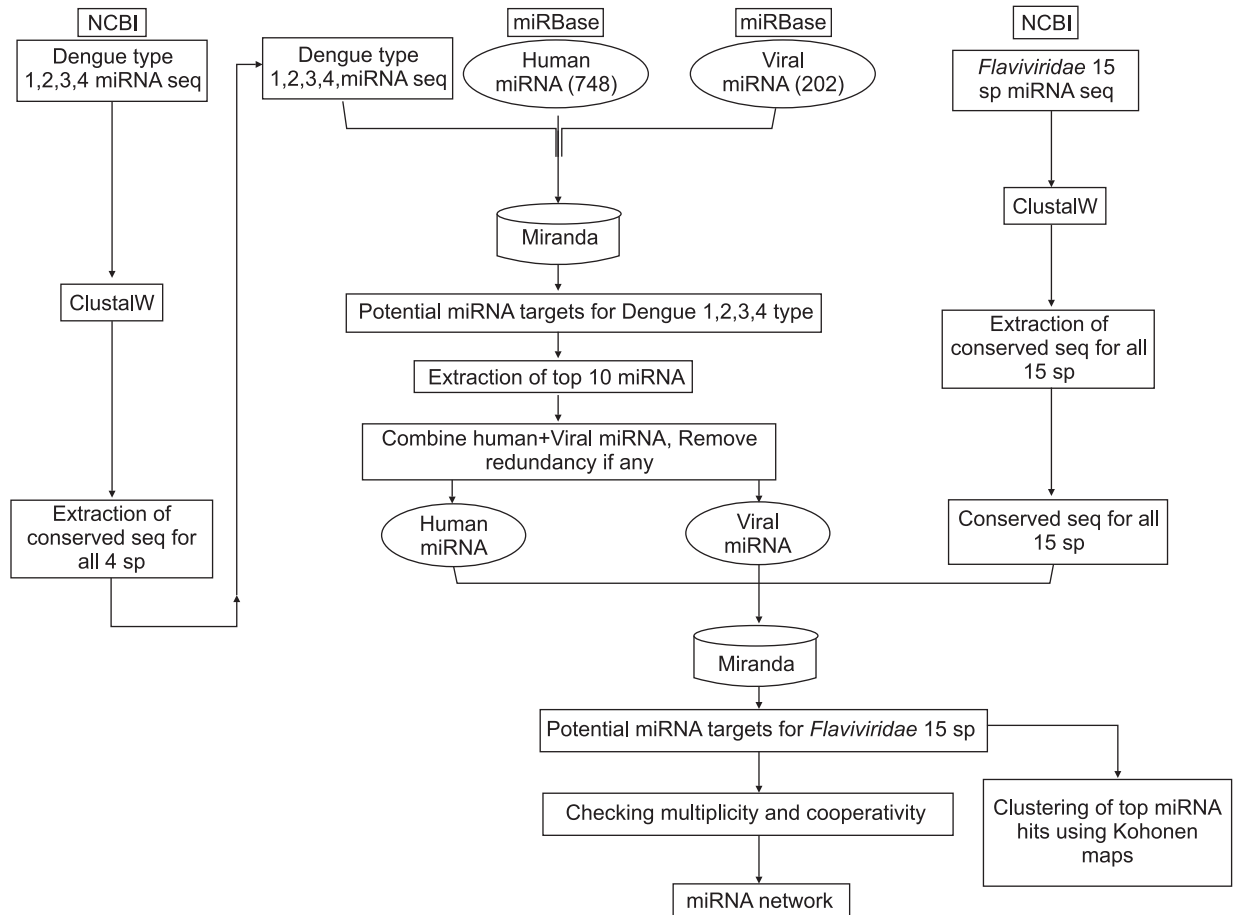 NCBI
Dengue type
1,2,3,4 miRNA seq
ClustalW
Extraction of
conserved seq for
all 4 sp
Dengue type
1,2,3,4,miRNA seq
miRBase
Human
miRNA (748)
miRBase
Viral
miRNA (202)
Miranda
Potential miRNA targets for Dengue 1,2,3,4 type
Extraction of top 10 miRNA
Combine human+Viral miRNA, Remove
redundancy if any
Human
miRNA
Viral
miRNA
NCBI
Flaviviridae 15
sp miRNA seq
ClustalW
Extraction of
conserved seq for all
15 sp
Conserved seq for all
15 sp
Miranda
Potential miRNA targets for Flaviviridae 15 sp
Checking multiplicity and cooperativity
miRNA network
Clustering of top miRNA
hits using Kohonen
maps